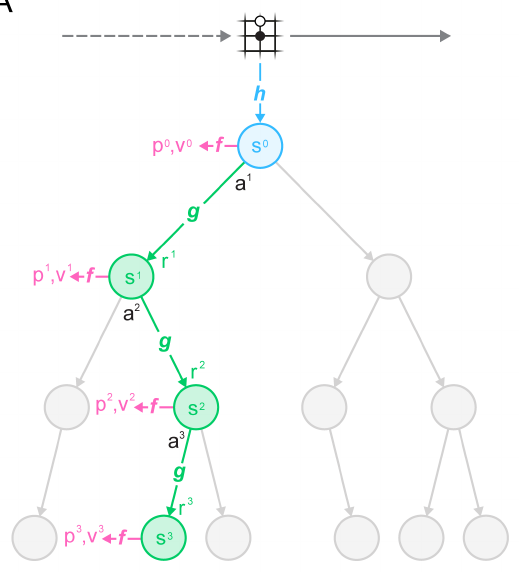 A
h
p⁰,v⁰ f s⁰
a¹
g
r¹
p¹,v¹ f s¹
a²
g
r²
p²,v² f s²
a³
g
r³
p³,v³ f s³